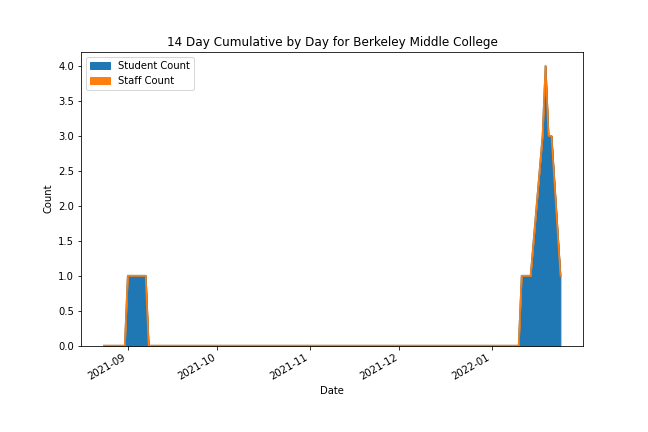 14 Day Cumulative by Day for Berkeley Middle College
Student Count
Staff Count
4.0
3.5
3.0
2.5
2.0
1.5
1.0
0.5
0.0
Count
2021-09
2021-10
2021-11
2021-12
2022-01
Date